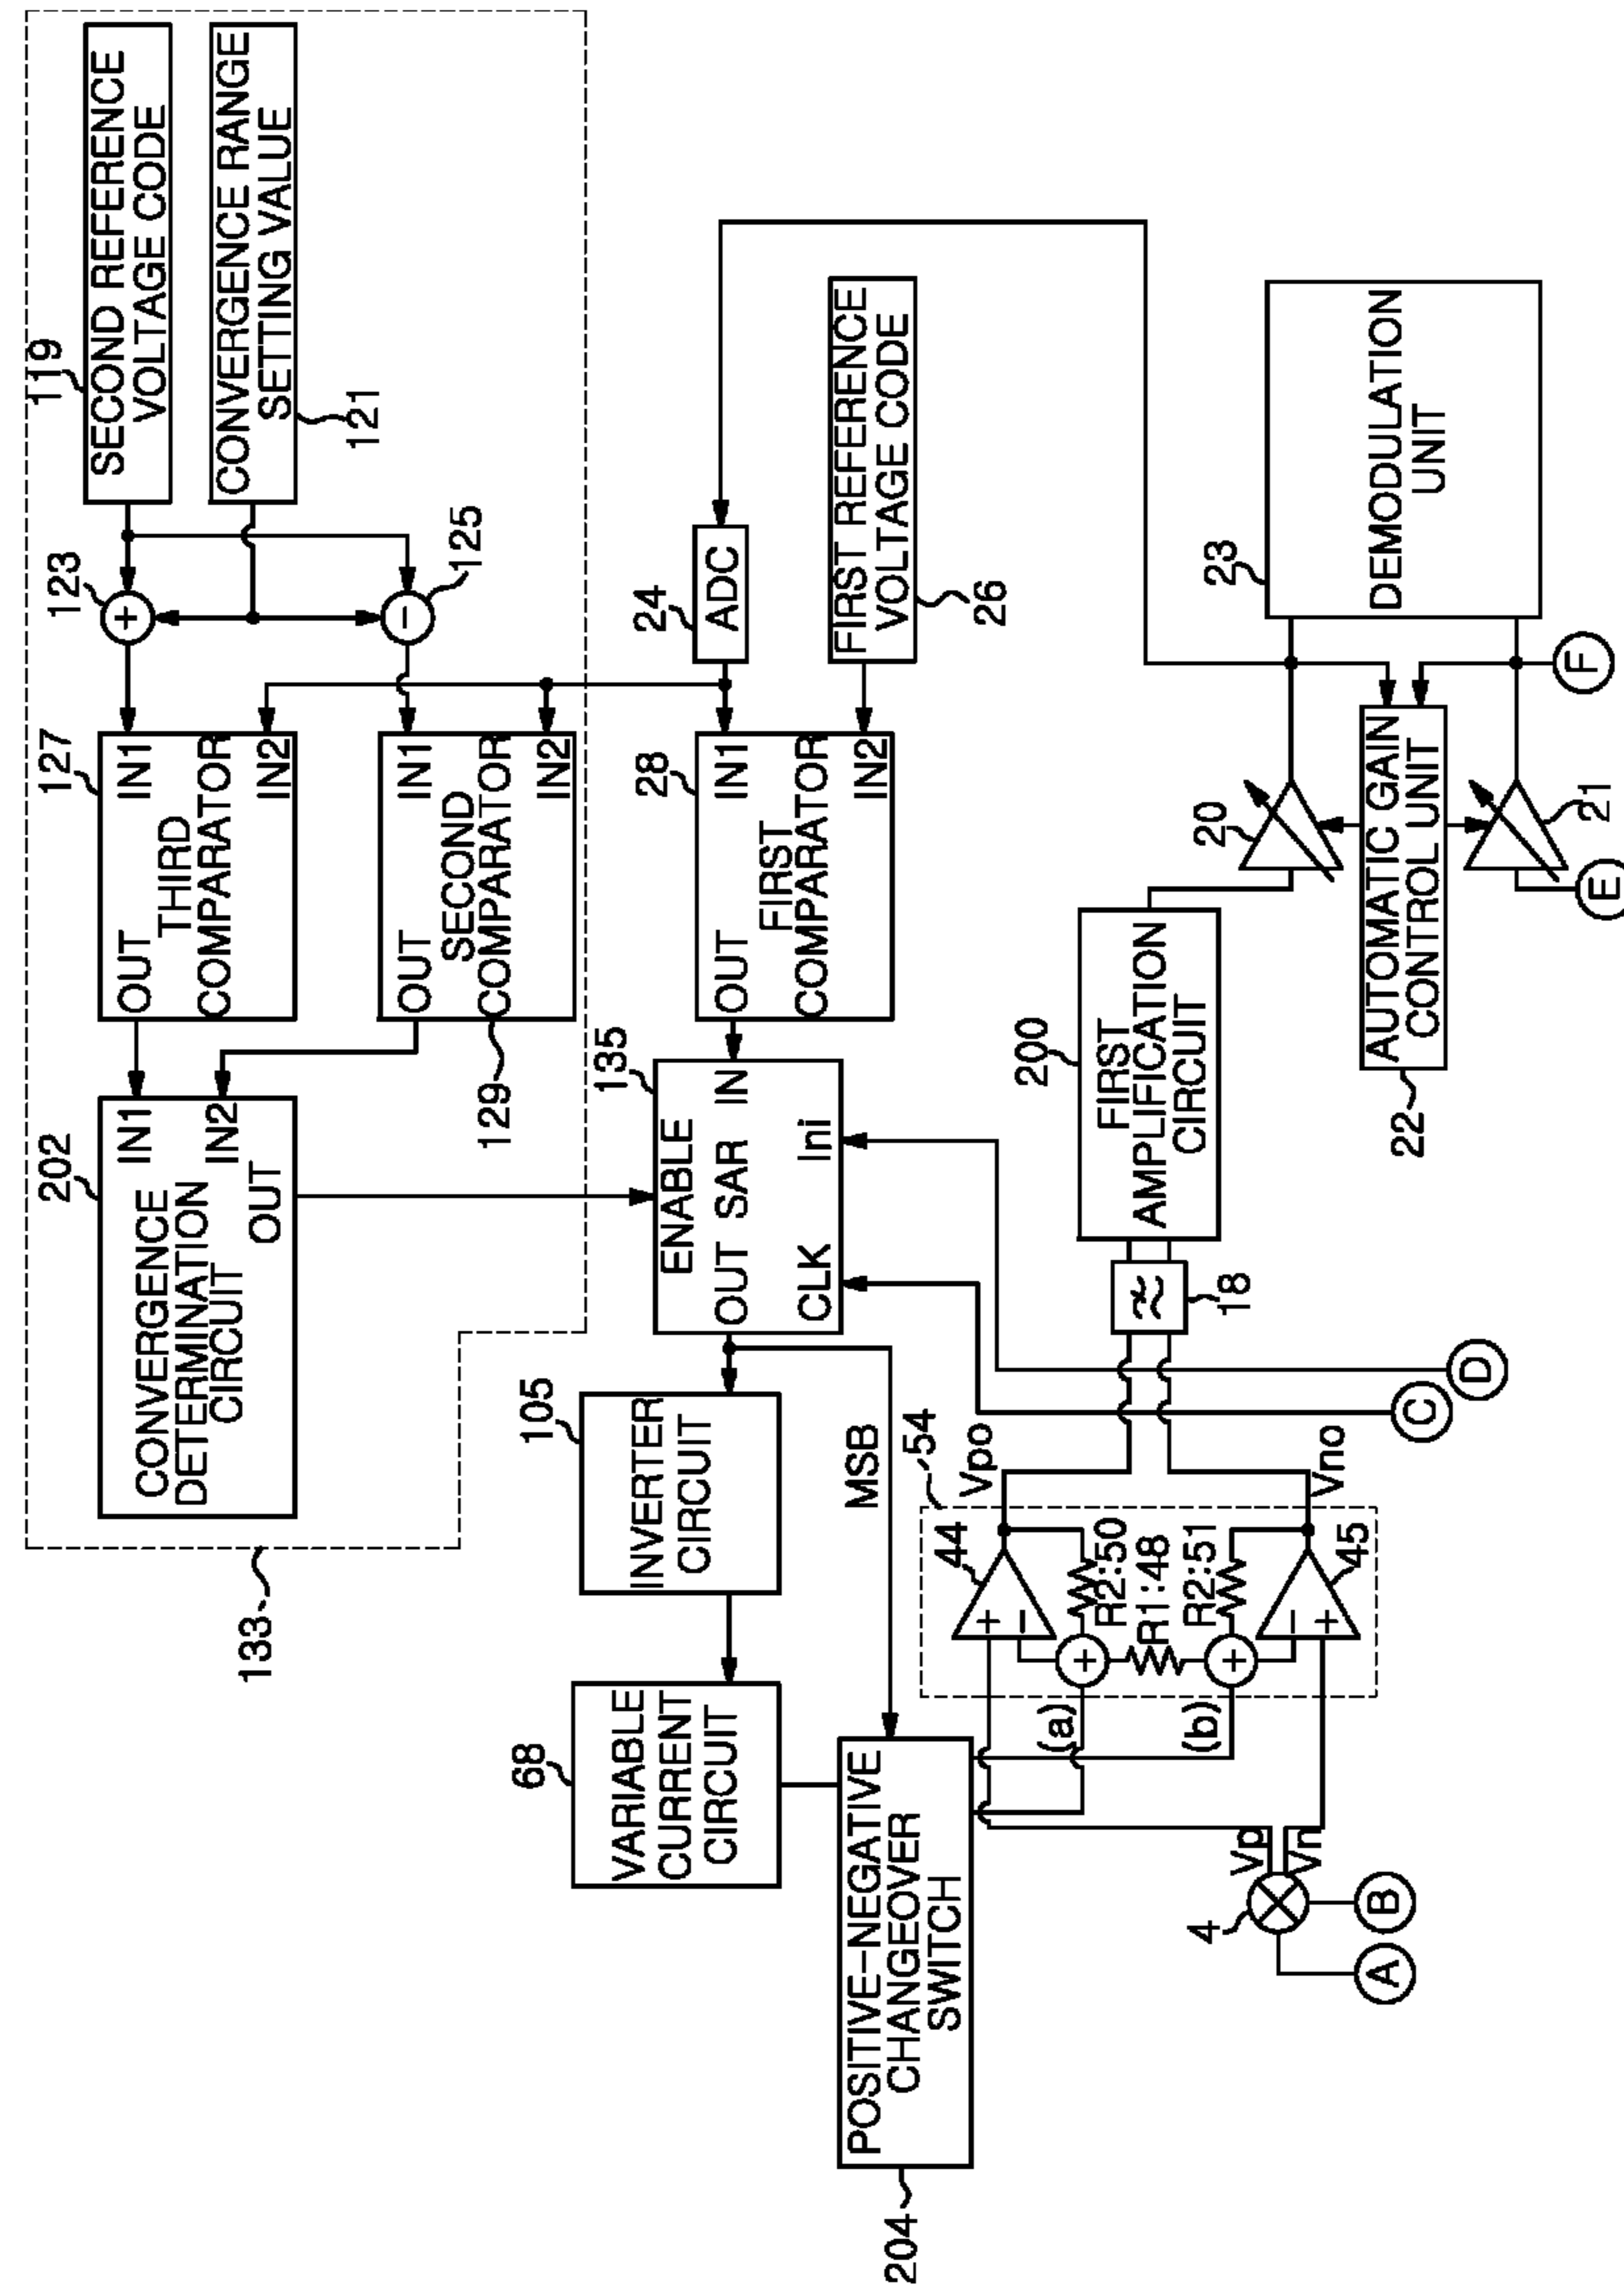 133
202
CONVERGENCE
DETERMINATION
CIRCUIT
IN1
IN2
OUT
127
OUT
THIRD
COMPARATOR
IN1
IN2
123
+
119
SECOND REFERENCE
VOLTAGE CODE
CONVERGENCE RANGE
SETTING VALUE
121
125
−
OUT
SECOND
COMPARATOR
IN1
IN2
129
68
VARIABLE
CURRENT
CIRCUIT
105
INVERTER
CIRCUIT
135
ENABLE
OUT SAR IN
CLK Ini
28
OUT
FIRST
COMPARATOR
IN1
IN2
24
ADC
FIRST REFERENCE
VOLTAGE CODE
26
MSB
204
POSITIVE-NEGATIVE
CHANGEOVER
SWITCH
54
44
+
−
Vpo
(a)
+
R2:50
R1:48
(b)
+
R2:51
−
+
45
Vno
18
200
FIRST
AMPLIFICATION
CIRCUIT
20
23
DEMODULATION
UNIT
22
AUTOMATIC GAIN
CONTROL UNIT
21
4
Vp
Vn
A
B
C
D
E
F